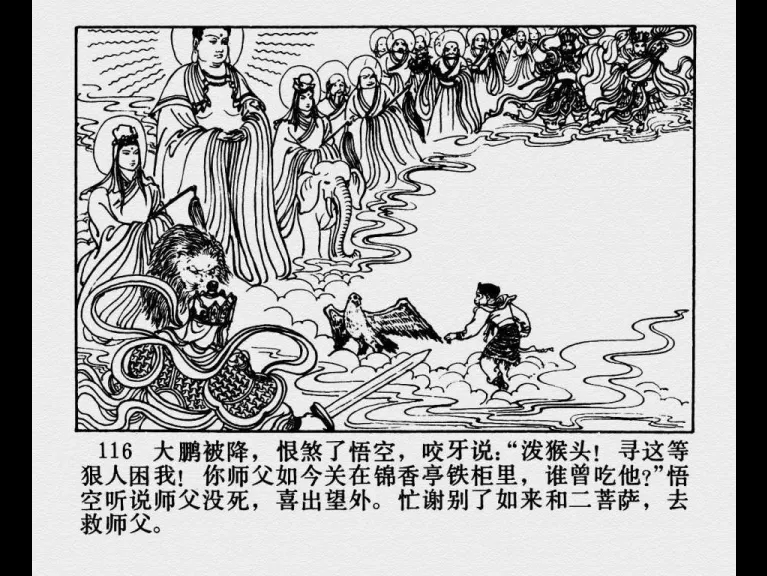 116 大鹏被降，恨煞了悟空，咬牙说：“泼猴头！寻这等
狠人困我！你师父如今关在锦香亭铁柜里，谁曾吃他？”悟
空听说师父没死，喜出望外。忙谢别了如来和二菩萨，去
救师父。